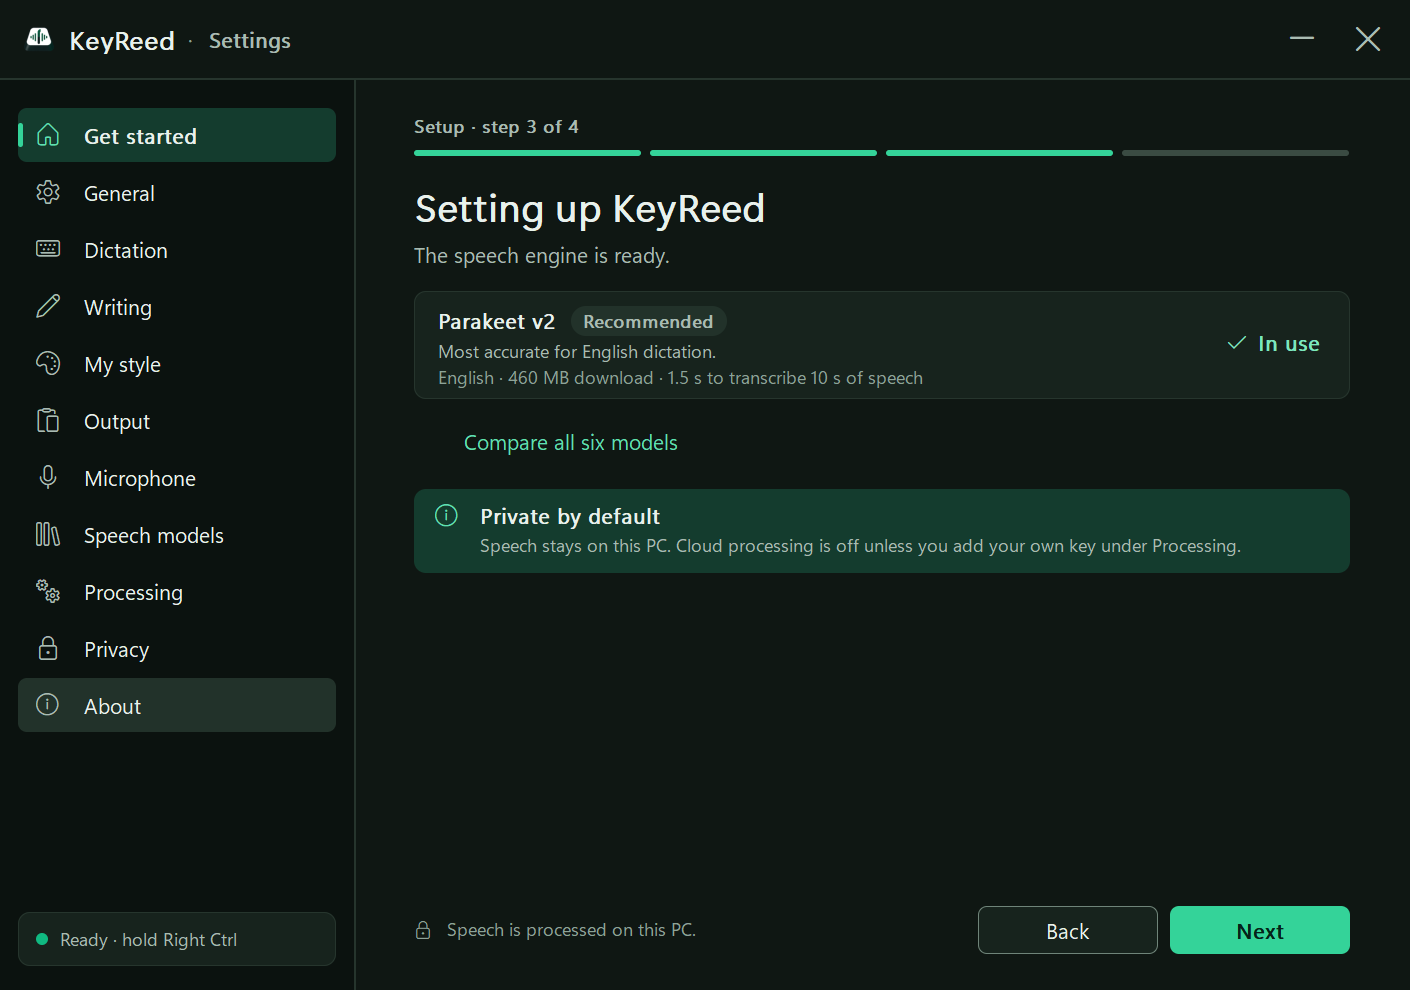 KeyReed · Settings
Get started
General
Dictation
Writing
My style
Output
Microphone
Speech models
Processing
Privacy
About
Ready · hold Right Ctrl
Setup · step 3 of 4
Setting up KeyReed
The speech engine is ready.
Parakeet v2 Recommended
Most accurate for English dictation.
English · 460 MB download · 1.5 s to transcribe 10 s of speech
In use
Compare all six models
Private by default
Speech stays on this PC. Cloud processing is off unless you add your own key under Processing.
Speech is processed on this PC.
Back
Next